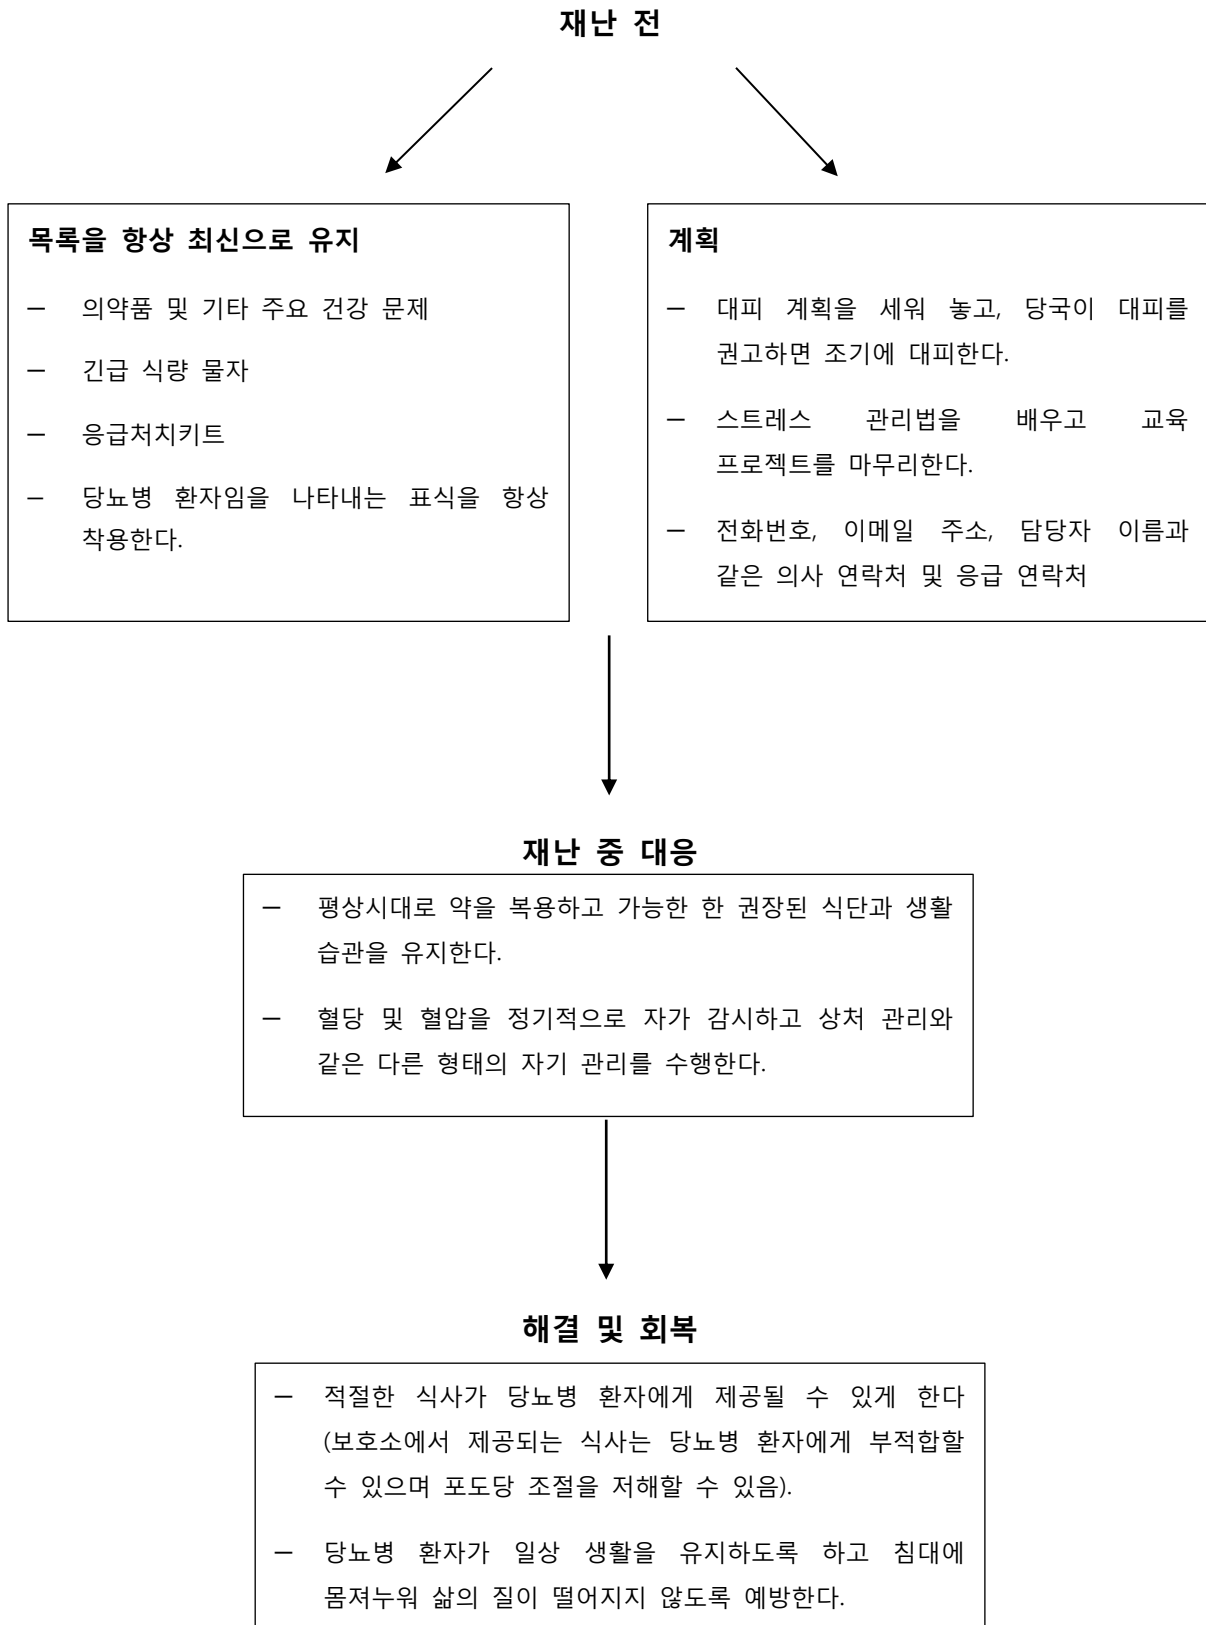 재난 전
목록을 항상 최신으로 유지
— 의약품 및 기타 주요 건강 문제
— 긴급 식량 물자
— 응급처치키트
— 당뇨병 환자임을 나타내는 표식을 항상
착용한다.
계획
— 대피 계획을 세워 놓고, 당국이 대피를
권고하면 조기에 대피한다.
— 스트레스 관리법을 배우고 교육
프로젝트를 마무리한다.
— 전화번호, 이메일 주소, 담당자 이름과
같은 의사 연락처 및 응급 연락처
재난 중 대응
— 평상시대로 약을 복용하고 가능한 한 권장된 식단과 생활
습관을 유지한다.
— 혈당 및 혈압을 정기적으로 자가 감시하고 상처 관리와
같은 다른 형태의 자기 관리를 수행한다.
해결 및 회복
— 적절한 식사가 당뇨병 환자에게 제공될 수 있게 한다
(보호소에서 제공되는 식사는 당뇨병 환자에게 부적합할
수 있으며 포도당 조절을 저해할 수 있음).
— 당뇨병 환자가 일상 생활을 유지하도록 하고 침대에
몸져누워 삶의 질이 떨어지지 않도록 예방한다.